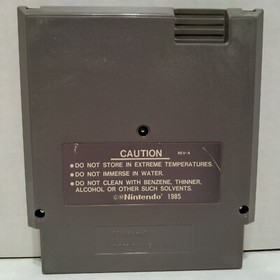 CAUTION REV-A
●DO NOT STORE IN EXTREME TEMPERATURES.
●DO NOT IMMERSE IN WATER.
●DO NOT CLEAN WITH BENZENE, THINNER,
ALCOHOL OR OTHER SUCH SOLVENTS.
©®Nintendo 1985